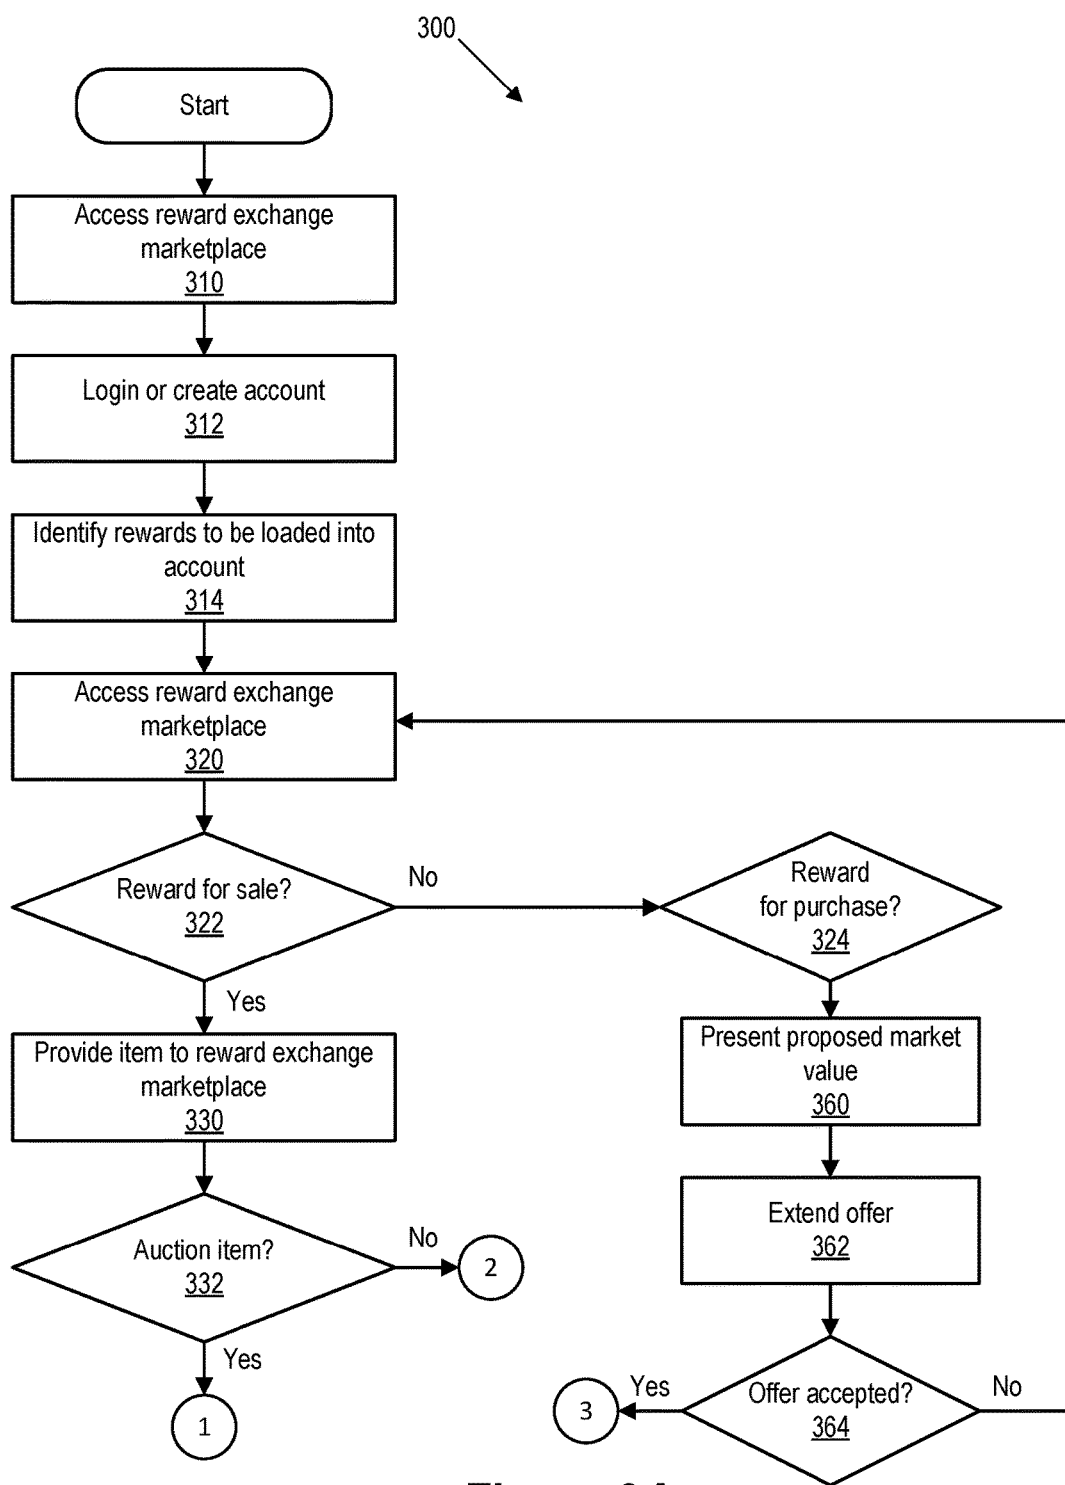 300
Start
Access reward exchange
marketplace
310
Login or create account
312
Identify rewards to be loaded into
account
314
Access reward exchange
marketplace
320
Reward for sale?
322
No
Reward
for purchase?
324
Yes
Provide item to reward exchange
marketplace
330
Present proposed market
value
360
Extend offer
362
Auction item?
332
No
2
Yes
1
Offer accepted?
364
Yes
3
No